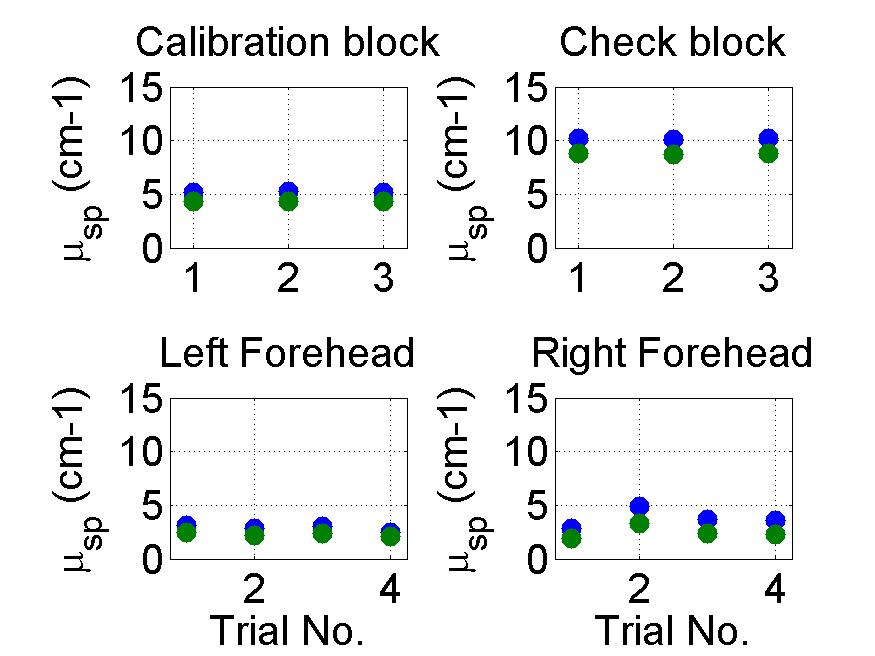 Calibration block
Check block
15
10
5
0
μsp (cm-1)
1 2 3
15
10
5
0
μsp (cm-1)
1 2 3
Left Forehead
Right Forehead
15
10
5
0
μsp (cm-1)
2 4
Trial No.
15
10
5
0
μsp (cm-1)
2 4
Trial No.